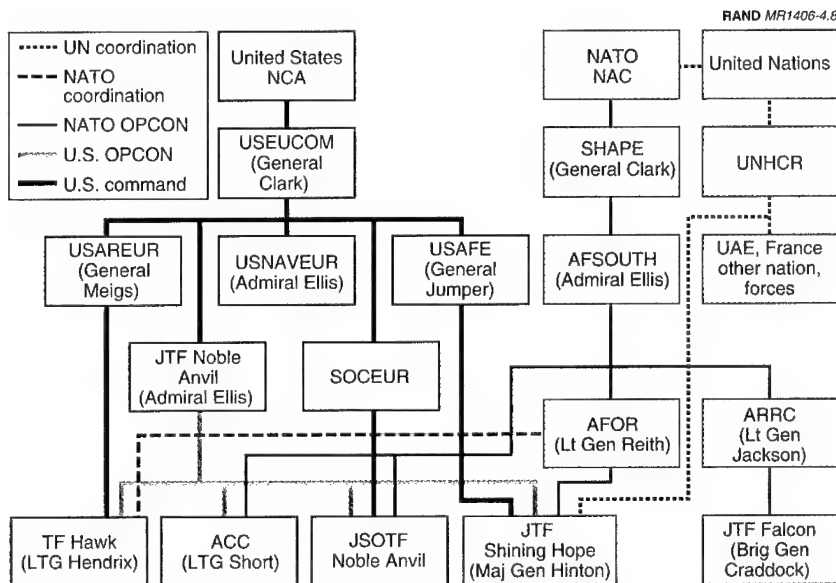 RAND MR1406-4.8
UN coordination
NATO
coordination
NATO OPCON
U.S. OPCON
U.S. command
United States
NCA
NATO
NAC
United Nations
USEUCOM
(General
Clark)
SHAPE
(General Clark)
UNHCR
USAREUR
(General
Meigs)
USNAVEUR
(Admiral Ellis)
USAFE
(General
Jumper)
AFSOUTH
(Admiral Ellis)
UAE, France
other nation,
forces
JTF Noble
Anvil
(Admiral Ellis)
SOCEUR
AFOR
(Lt Gen Reith)
ARRC
(Lt Gen
Jackson)
TF Hawk
(LTG Hendrix)
ACC
(LTG Short)
JSOTF
Noble Anvil
JTF
Shining Hope
(Maj Gen Hinton)
JTF Falcon
(Brig Gen
Craddock)